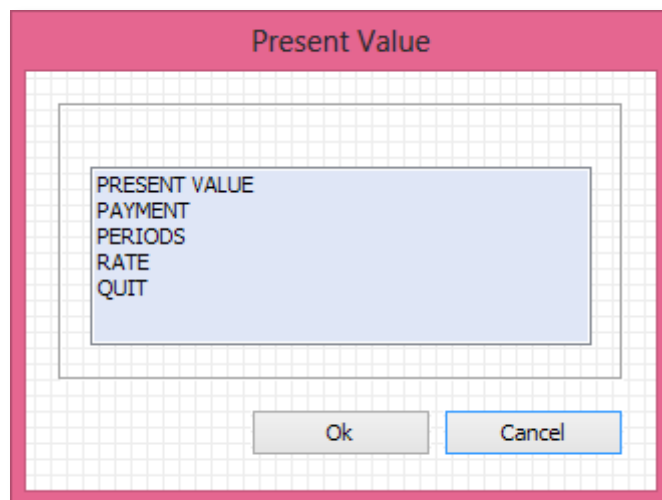 Present Value
PRESENT VALUE
PAYMENT
PERIODS
RATE
QUIT
Ok
Cancel